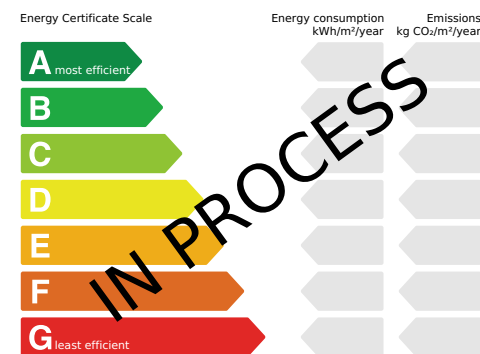 Energy Certificate Scale
Energy consumption
kWh/m²/year
Emissions
kg CO₂/m²/year
A most efficient
B
C
D
E
F
G least efficient
IN PROCESS